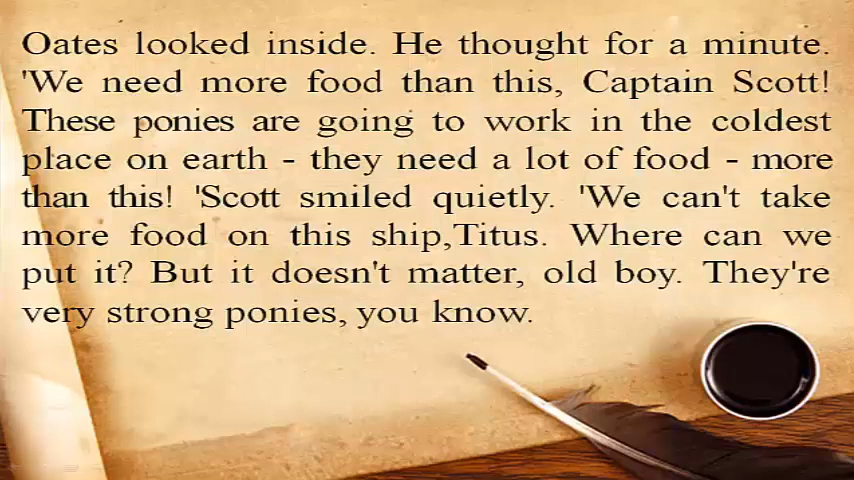 Oates looked inside. He thought for a minute.
'We need more food than this, Captain Scott!
These ponies are going to work in the coldest
place on earth - they need a lot of food - more
than this! 'Scott smiled quietly. 'We can't take
more food on this ship,Titus. Where can we
put it? But it doesn't matter, old boy. They're
very strong ponies, you know.